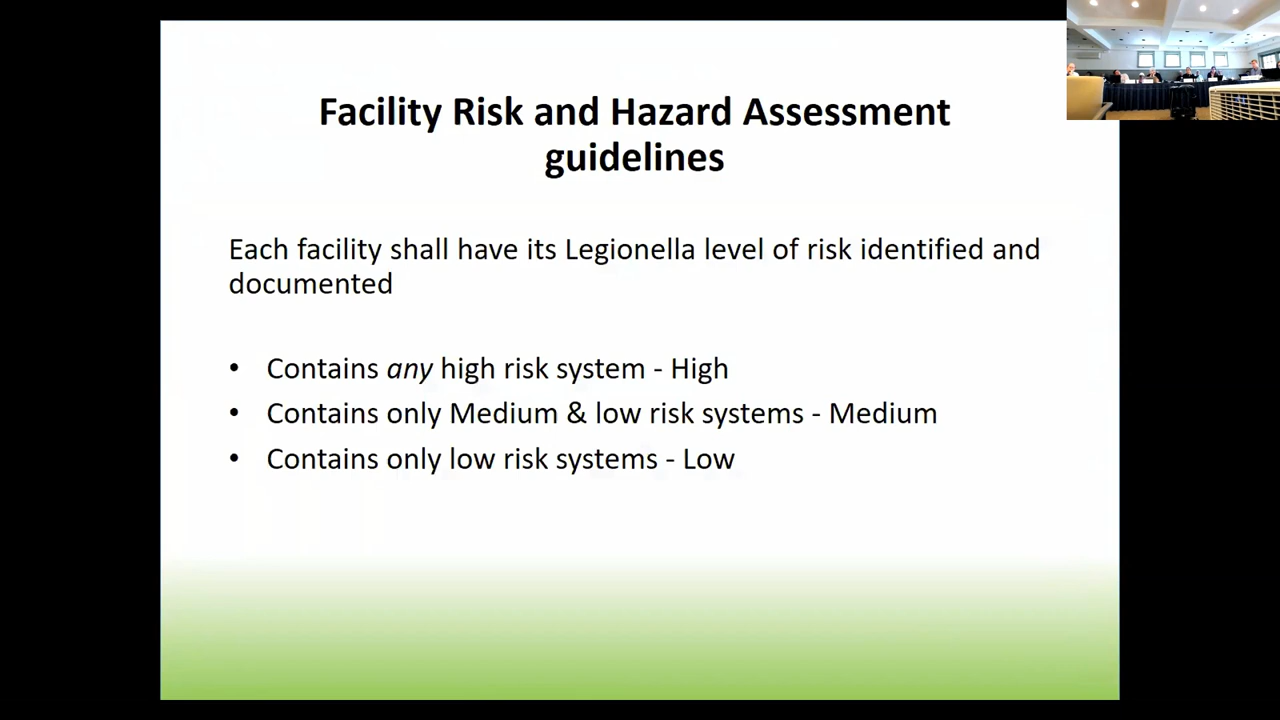 Facility Risk and Hazard Assessment
guidelines
Each facility shall have its Legionella level of risk identified and
documented
• Contains any high risk system - High
• Contains only Medium & low risk systems - Medium
• Contains only low risk systems - Low